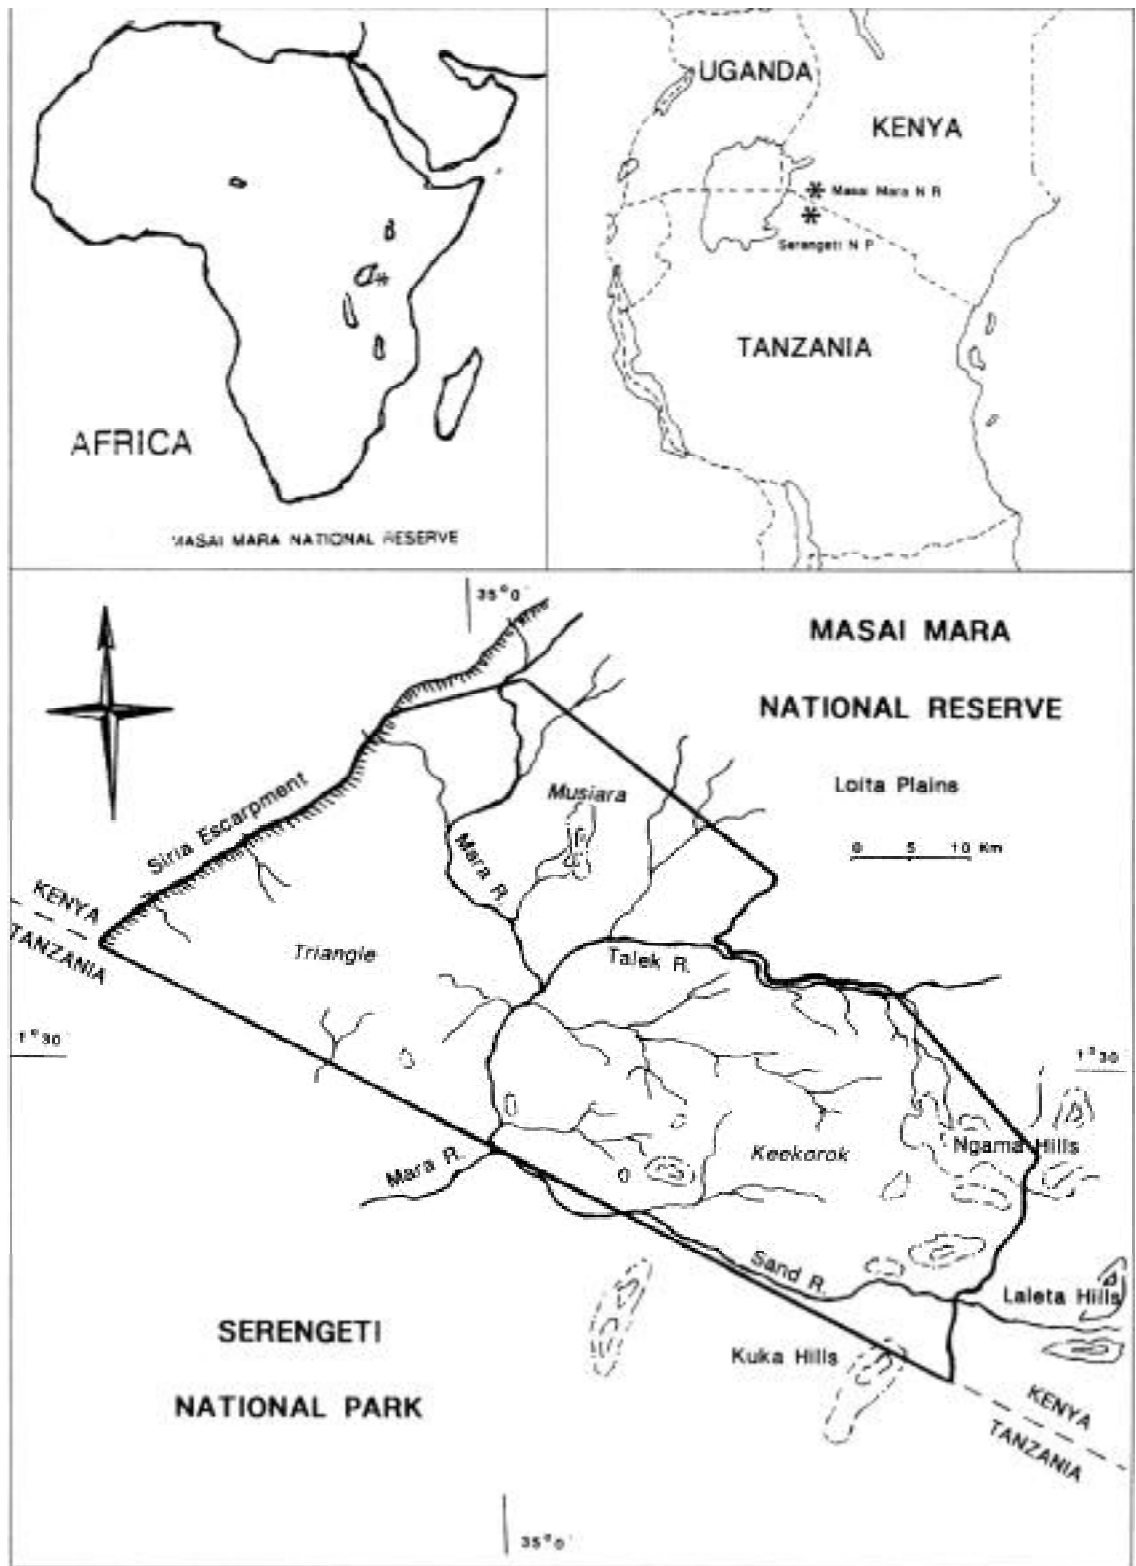 AFRICA
MASAI MARA NATIONAL RESERVE
UGANDA
KENYA
Masai Mara N R
Serengeti N P
TANZANIA
35°0'
MASAI MARA
NATIONAL RESERVE
Loita Plains
0 5 10 Km
Siria Escarpment
Musiara
Mara R.
KENYA
TANZANIA
Triangle
Talek R.
1°30
1°30
Ngama Hills
Keekorok
Mara R.
Sand R.
Laleta Hills
SERENGETI
Kuka Hills
NATIONAL PARK
KENYA
TANZANIA
35°0'